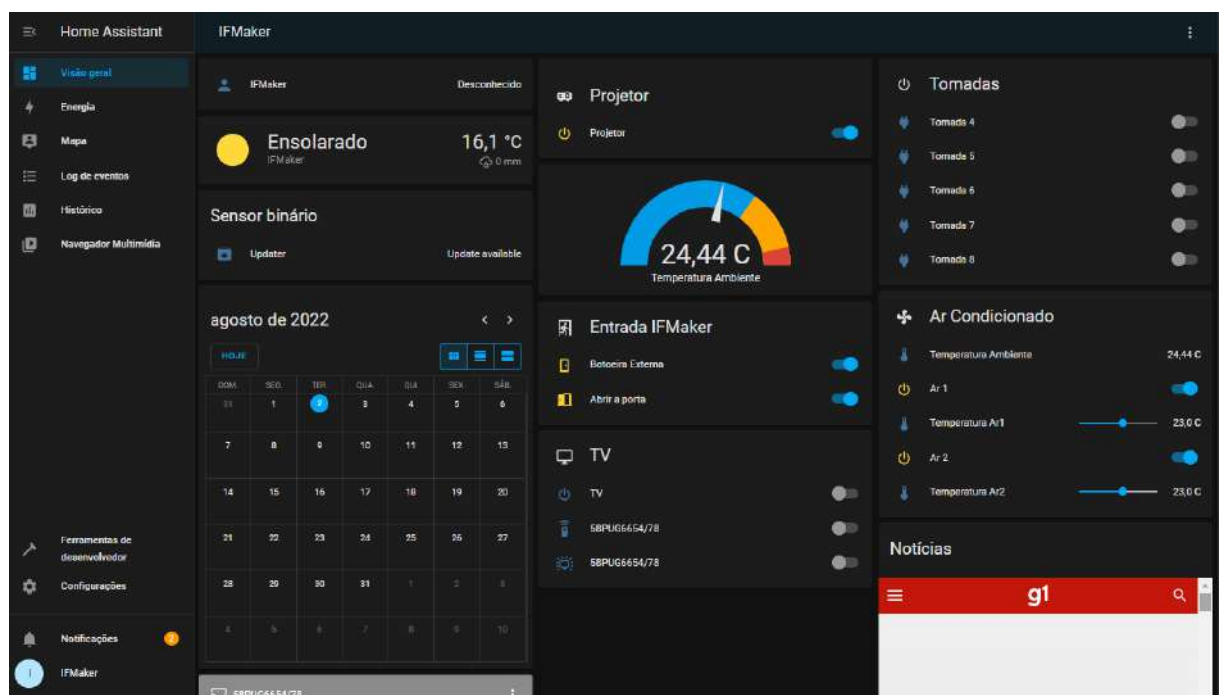 Home Assistant
Visão geral
Energia
Mapa
Log de eventos
Histórico
Navegador Multimídia
Ferramentas de
desenvolvedor
Configurações
Notificações 2
I IFMaker
IFMaker
IFMaker Desconhecido
Ensolarado 16,1 °C
IFMaker 0 mm
Sensor binário
Updater Update available
agosto de 2022
HOJE
DOM. SEG. TER. QUA. QUI. SEX. SÁB.
31 1 2 3 4 5 6
7 8 9 10 11 12 13
14 15 16 17 18 19 20
21 22 23 24 25 26 27
28 29 30 31 1 2 3
4 5 6 7 8 9 10
58PUG6654/78
Projetor
Projetor
24,44 C
Temperatura Ambiente
Entrada IFMaker
Botoeira Externa
Abrir a porta
TV
TV
58PUG6654/78
58PUG6654/78
Tomadas
Tomada 4
Tomada 5
Tomada 6
Tomada 7
Tomada 8
Ar Condicionado
Temperatura Ambiente 24,44 C
Ar 1
Temperatura Ar1 23,0 C
Ar 2
Temperatura Ar2 23,0 C
Notícias
g1